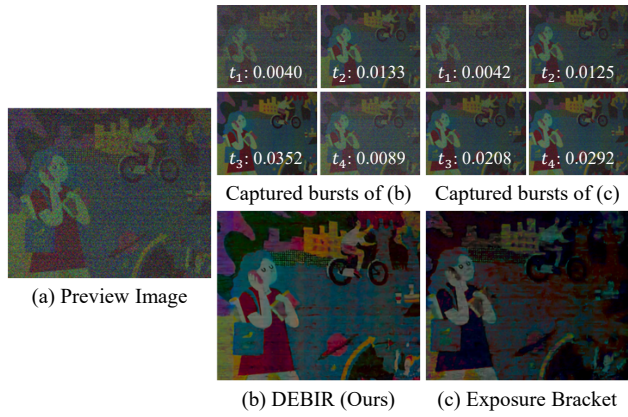 t₁: 0.0040
t₂: 0.0133
t₁: 0.0042
t₂: 0.0125
t₃: 0.0352
t₄: 0.0089
t₃: 0.0208
t₄: 0.0292
Captured bursts of (b)
Captured bursts of (c)
(a) Preview Image
(b) DEBIR (Ours)
(c) Exposure Bracket